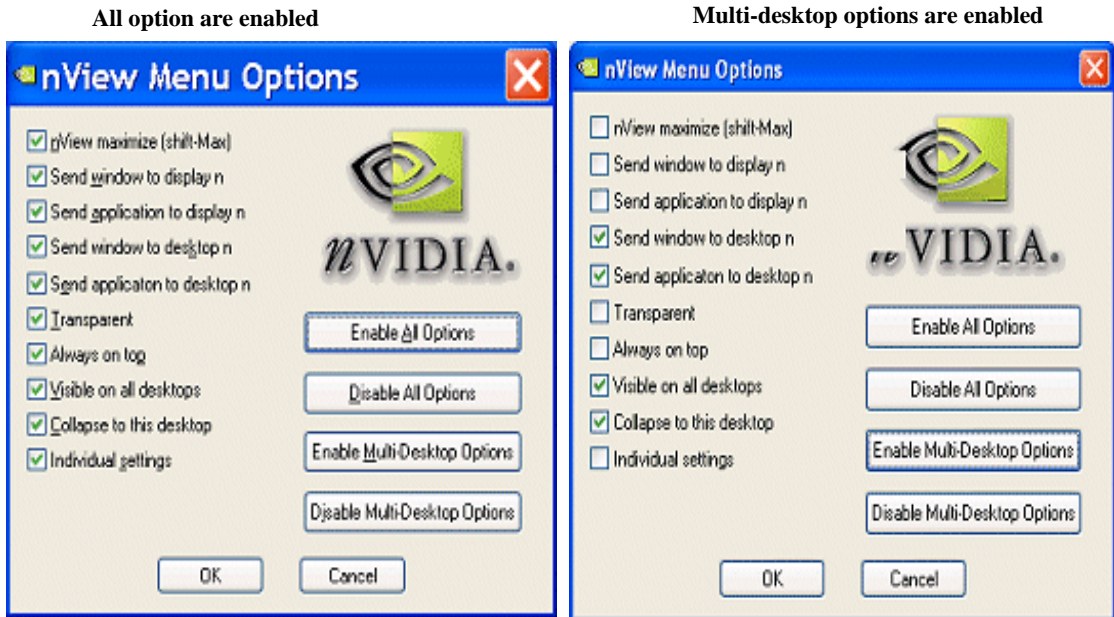 All option are enabled
nView Menu Options
nView maximize (shift-Max)
Send window to display n
Send application to display n
Send window to desktop n
Send applicaton to desktop n
Transparent
Always on top
Visible on all desktops
Collapse to this desktop
Individual settings
nVIDIA.
Enable All Options
Disable All Options
Enable Multi-Desktop Options
Disable Multi-Desktop Options
OK
Cancel
Multi-desktop options are enabled
nView Menu Options
nView maximize (shift-Max)
Send window to display n
Send application to display n
Send window to desktop n
Send applicaton to desktop n
Transparent
Always on top
Visible on all desktops
Collapse to this desktop
Individual settings
nVIDIA.
Enable All Options
Disable All Options
Enable Multi-Desktop Options
Disable Multi-Desktop Options
OK
Cancel